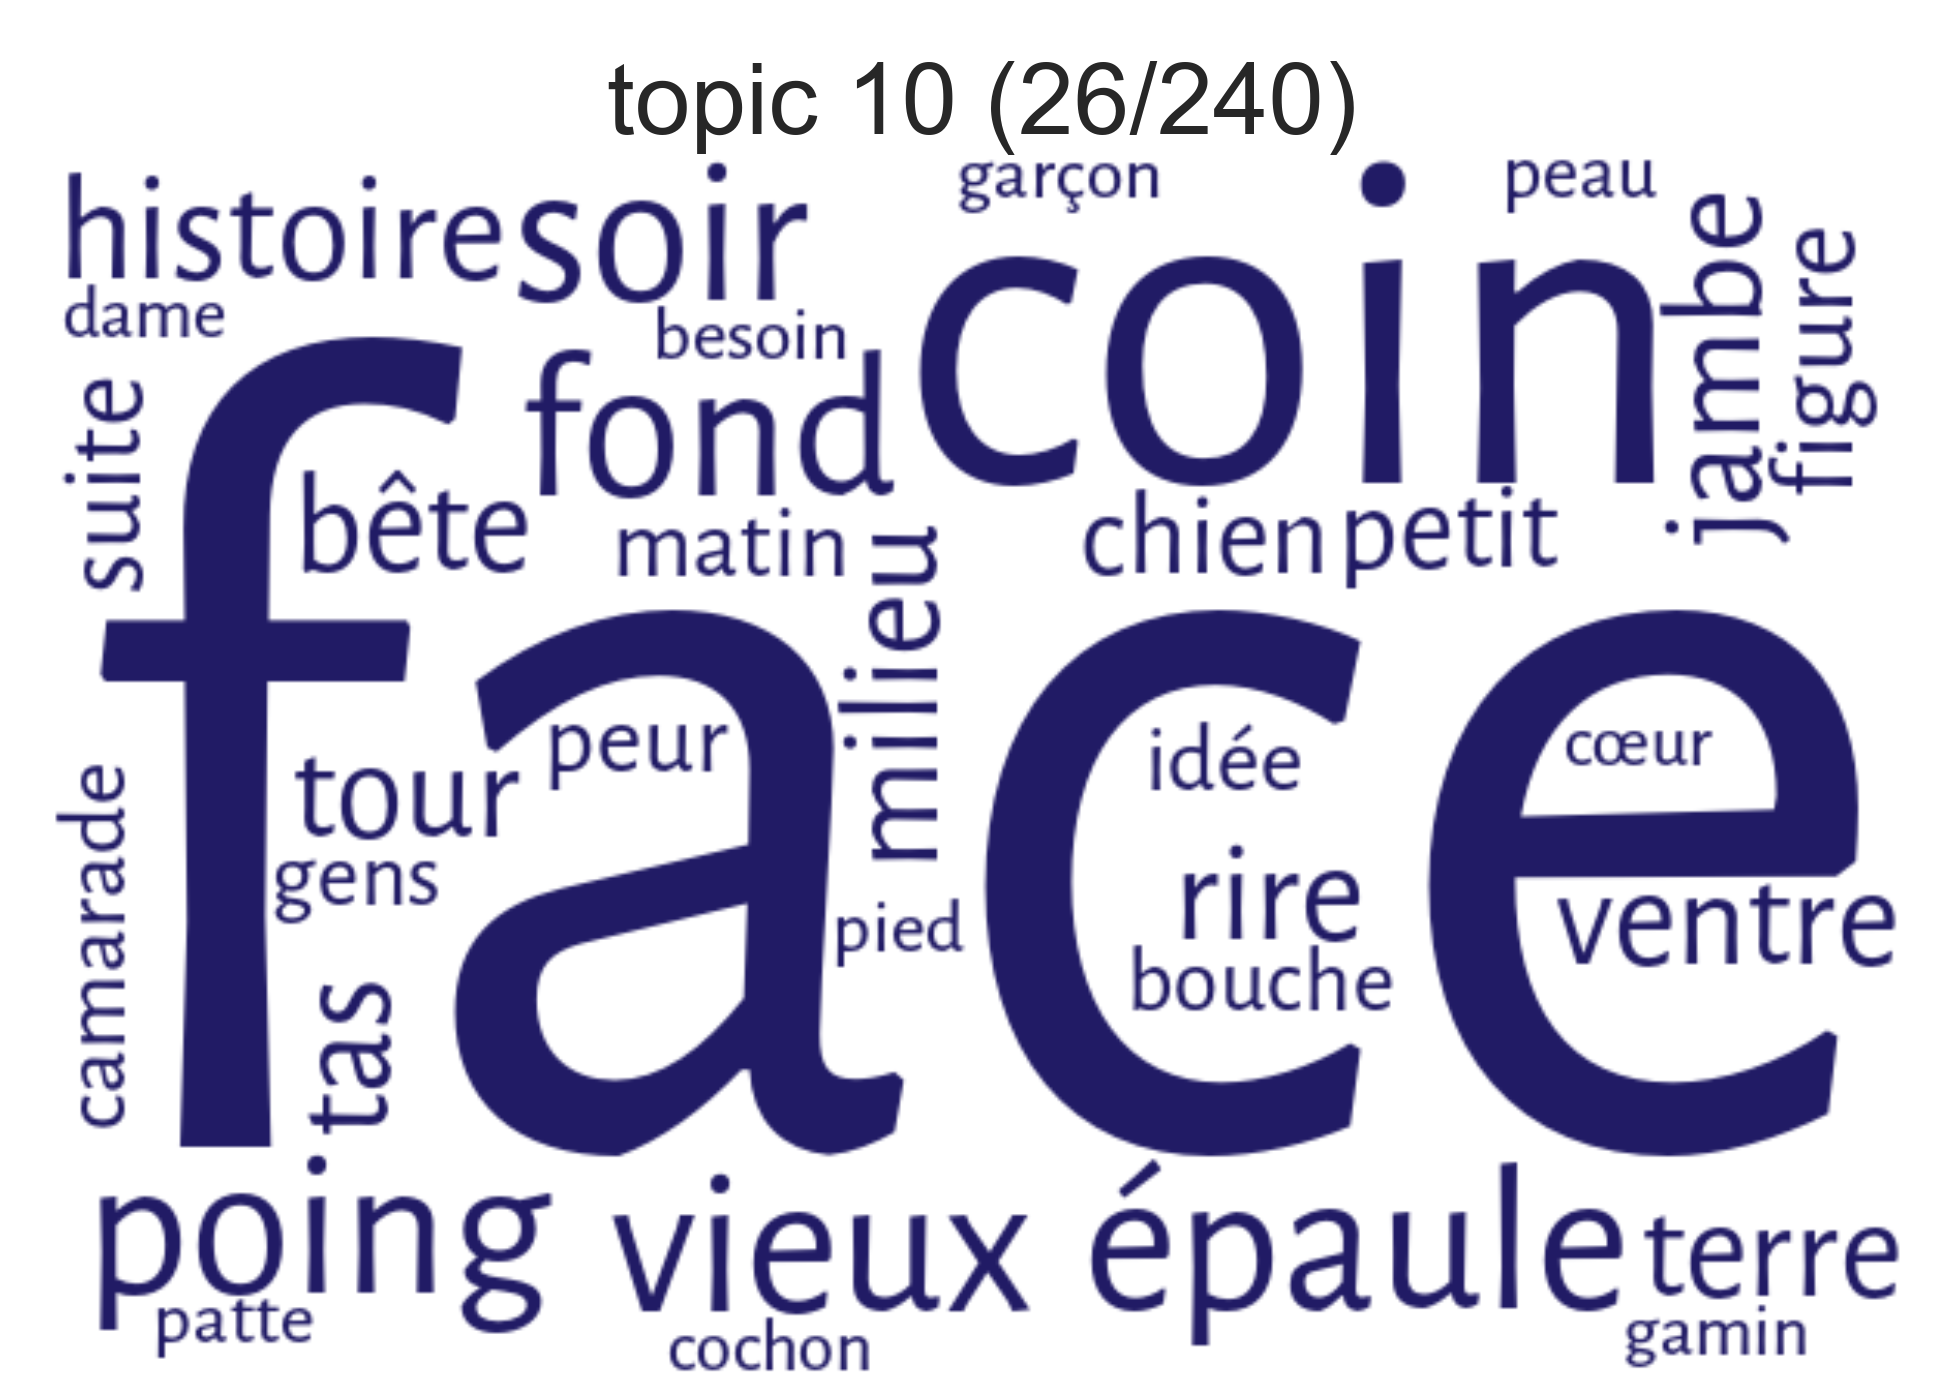 topic 10 (26/240)
histoire
soir
garçon
peau
coin
jambe
figure
dame
besoin
fond
suite
bête
matin
chien
petit
milieu
face
peur
idée
cœur
tour
camarade
gens
rire
ventre
pied
bouche
tas
poing
vieux
épaule
terre
patte
cochon
gamin